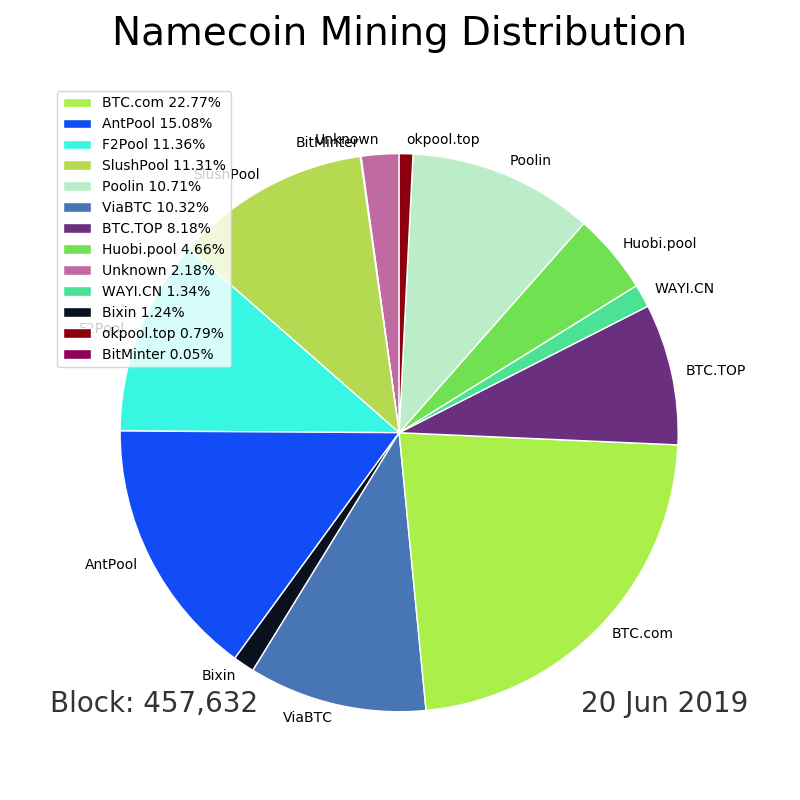 Namecoin Mining Distribution
BTC.com 22.77%
AntPool 15.08%
F2Pool 11.36%
SlushPool 11.31%
Poolin 10.71%
ViaBTC 10.32%
BTC.TOP 8.18%
Huobi.pool 4.66%
Unknown 2.18%
WAYI.CN 1.34%
Bixin 1.24%
okpool.top 0.79%
BitMinter 0.05%
BitMinter
Unknown
okpool.top
Poolin
SlushPool
Huobi.pool
WAYI.CN
F2Pool
BTC.TOP
AntPool
BTC.com
Bixin
ViaBTC
Block: 457,632
20 Jun 2019